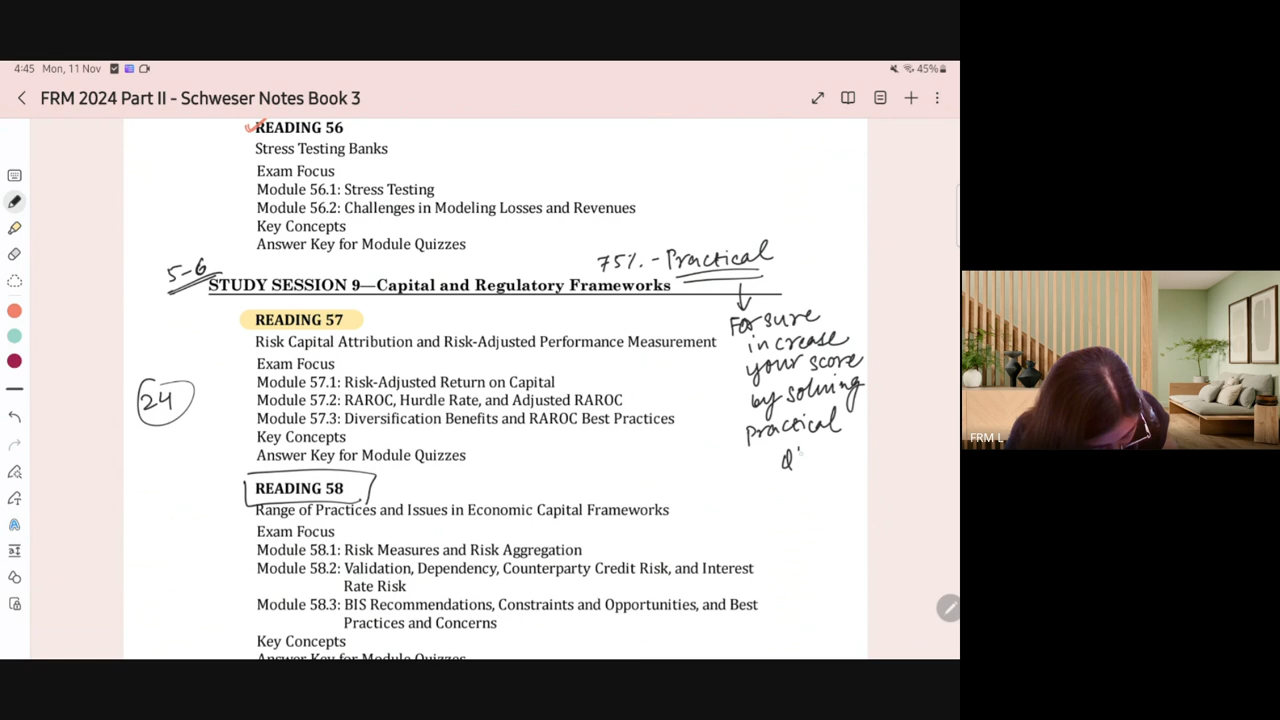 4:45 Mon, 11 Nov
45%
FRM 2024 Part II - Schweser Notes Book 3
READING 56
Stress Testing Banks
Exam Focus
Module 56.1: Stress Testing
Module 56.2: Challenges in Modeling Losses and Revenues
Key Concepts
Answer Key for Module Quizzes
5-6
75%. - Practical
STUDY SESSION 9—Capital and Regulatory Frameworks
READING 57
Risk Capital Attribution and Risk-Adjusted Performance Measurement
Exam Focus
Module 57.1: Risk-Adjusted Return on Capital
Module 57.2: RAROC, Hurdle Rate, and Adjusted RAROC
Module 57.3: Diversification Benefits and RAROC Best Practices
Key Concepts
Answer Key for Module Quizzes
24
For sure
increase
your score
by solving
practical
Q'
READING 58
Range of Practices and Issues in Economic Capital Frameworks
Exam Focus
Module 58.1: Risk Measures and Risk Aggregation
Module 58.2: Validation, Dependency, Counterparty Credit Risk, and Interest
Rate Risk
Module 58.3: BIS Recommendations, Constraints and Opportunities, and Best
Practices and Concerns
Key Concepts
Answer Key for Module Quizzes
FRM L